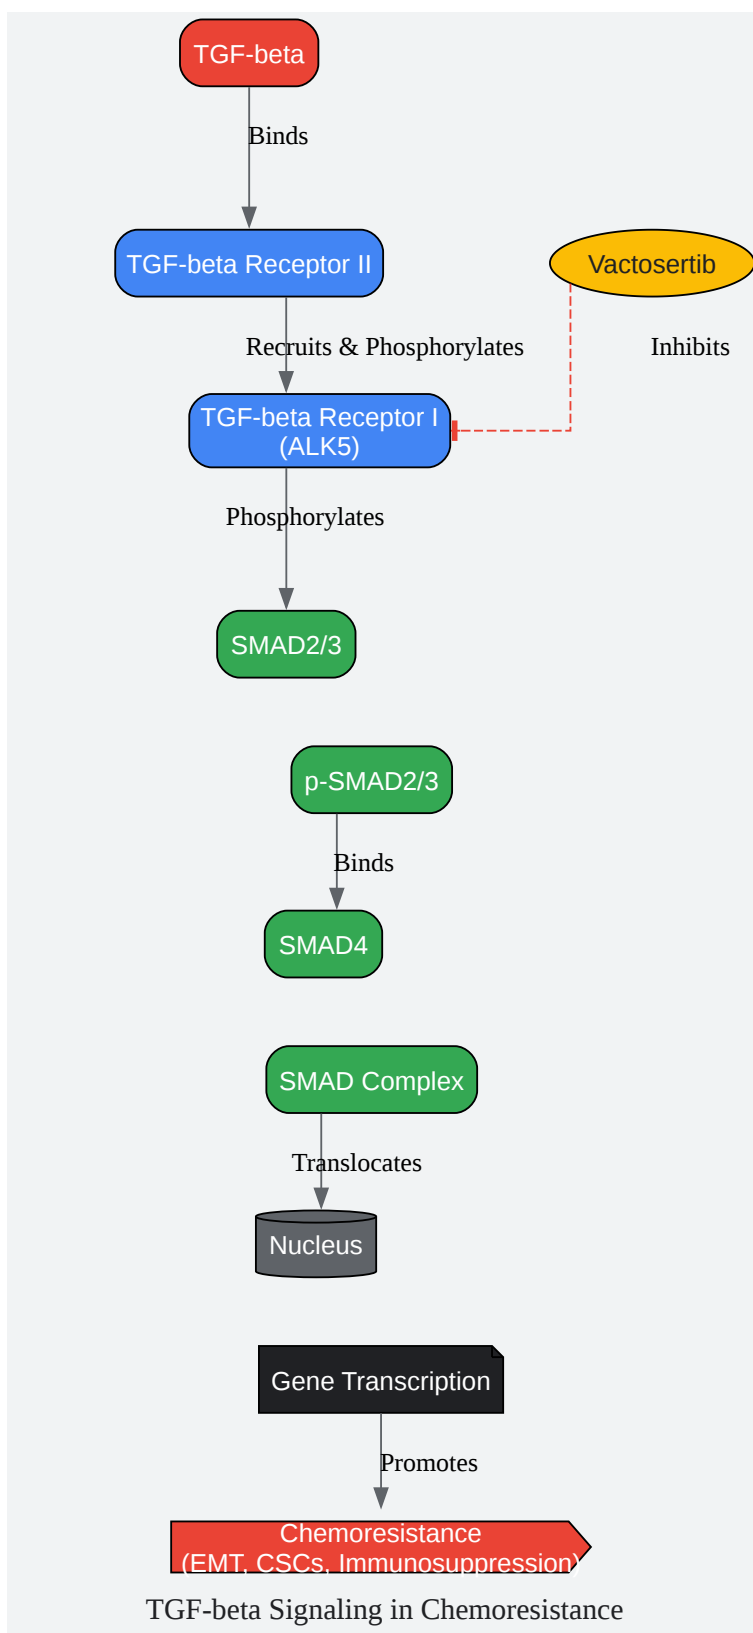 TGF-beta
Binds
TGF-beta Receptor II
Vactosertib
Recruits & Phosphorylates
Inhibits
TGF-beta Receptor I
(ALK5)
Phosphorylates
SMAD2/3
p-SMAD2/3
Binds
SMAD4
SMAD Complex
Translocates
Nucleus
Gene Transcription
Promotes
Chemoresistance
(EMT, CSCs, Immunosuppression)
TGF-beta Signaling in Chemoresistance